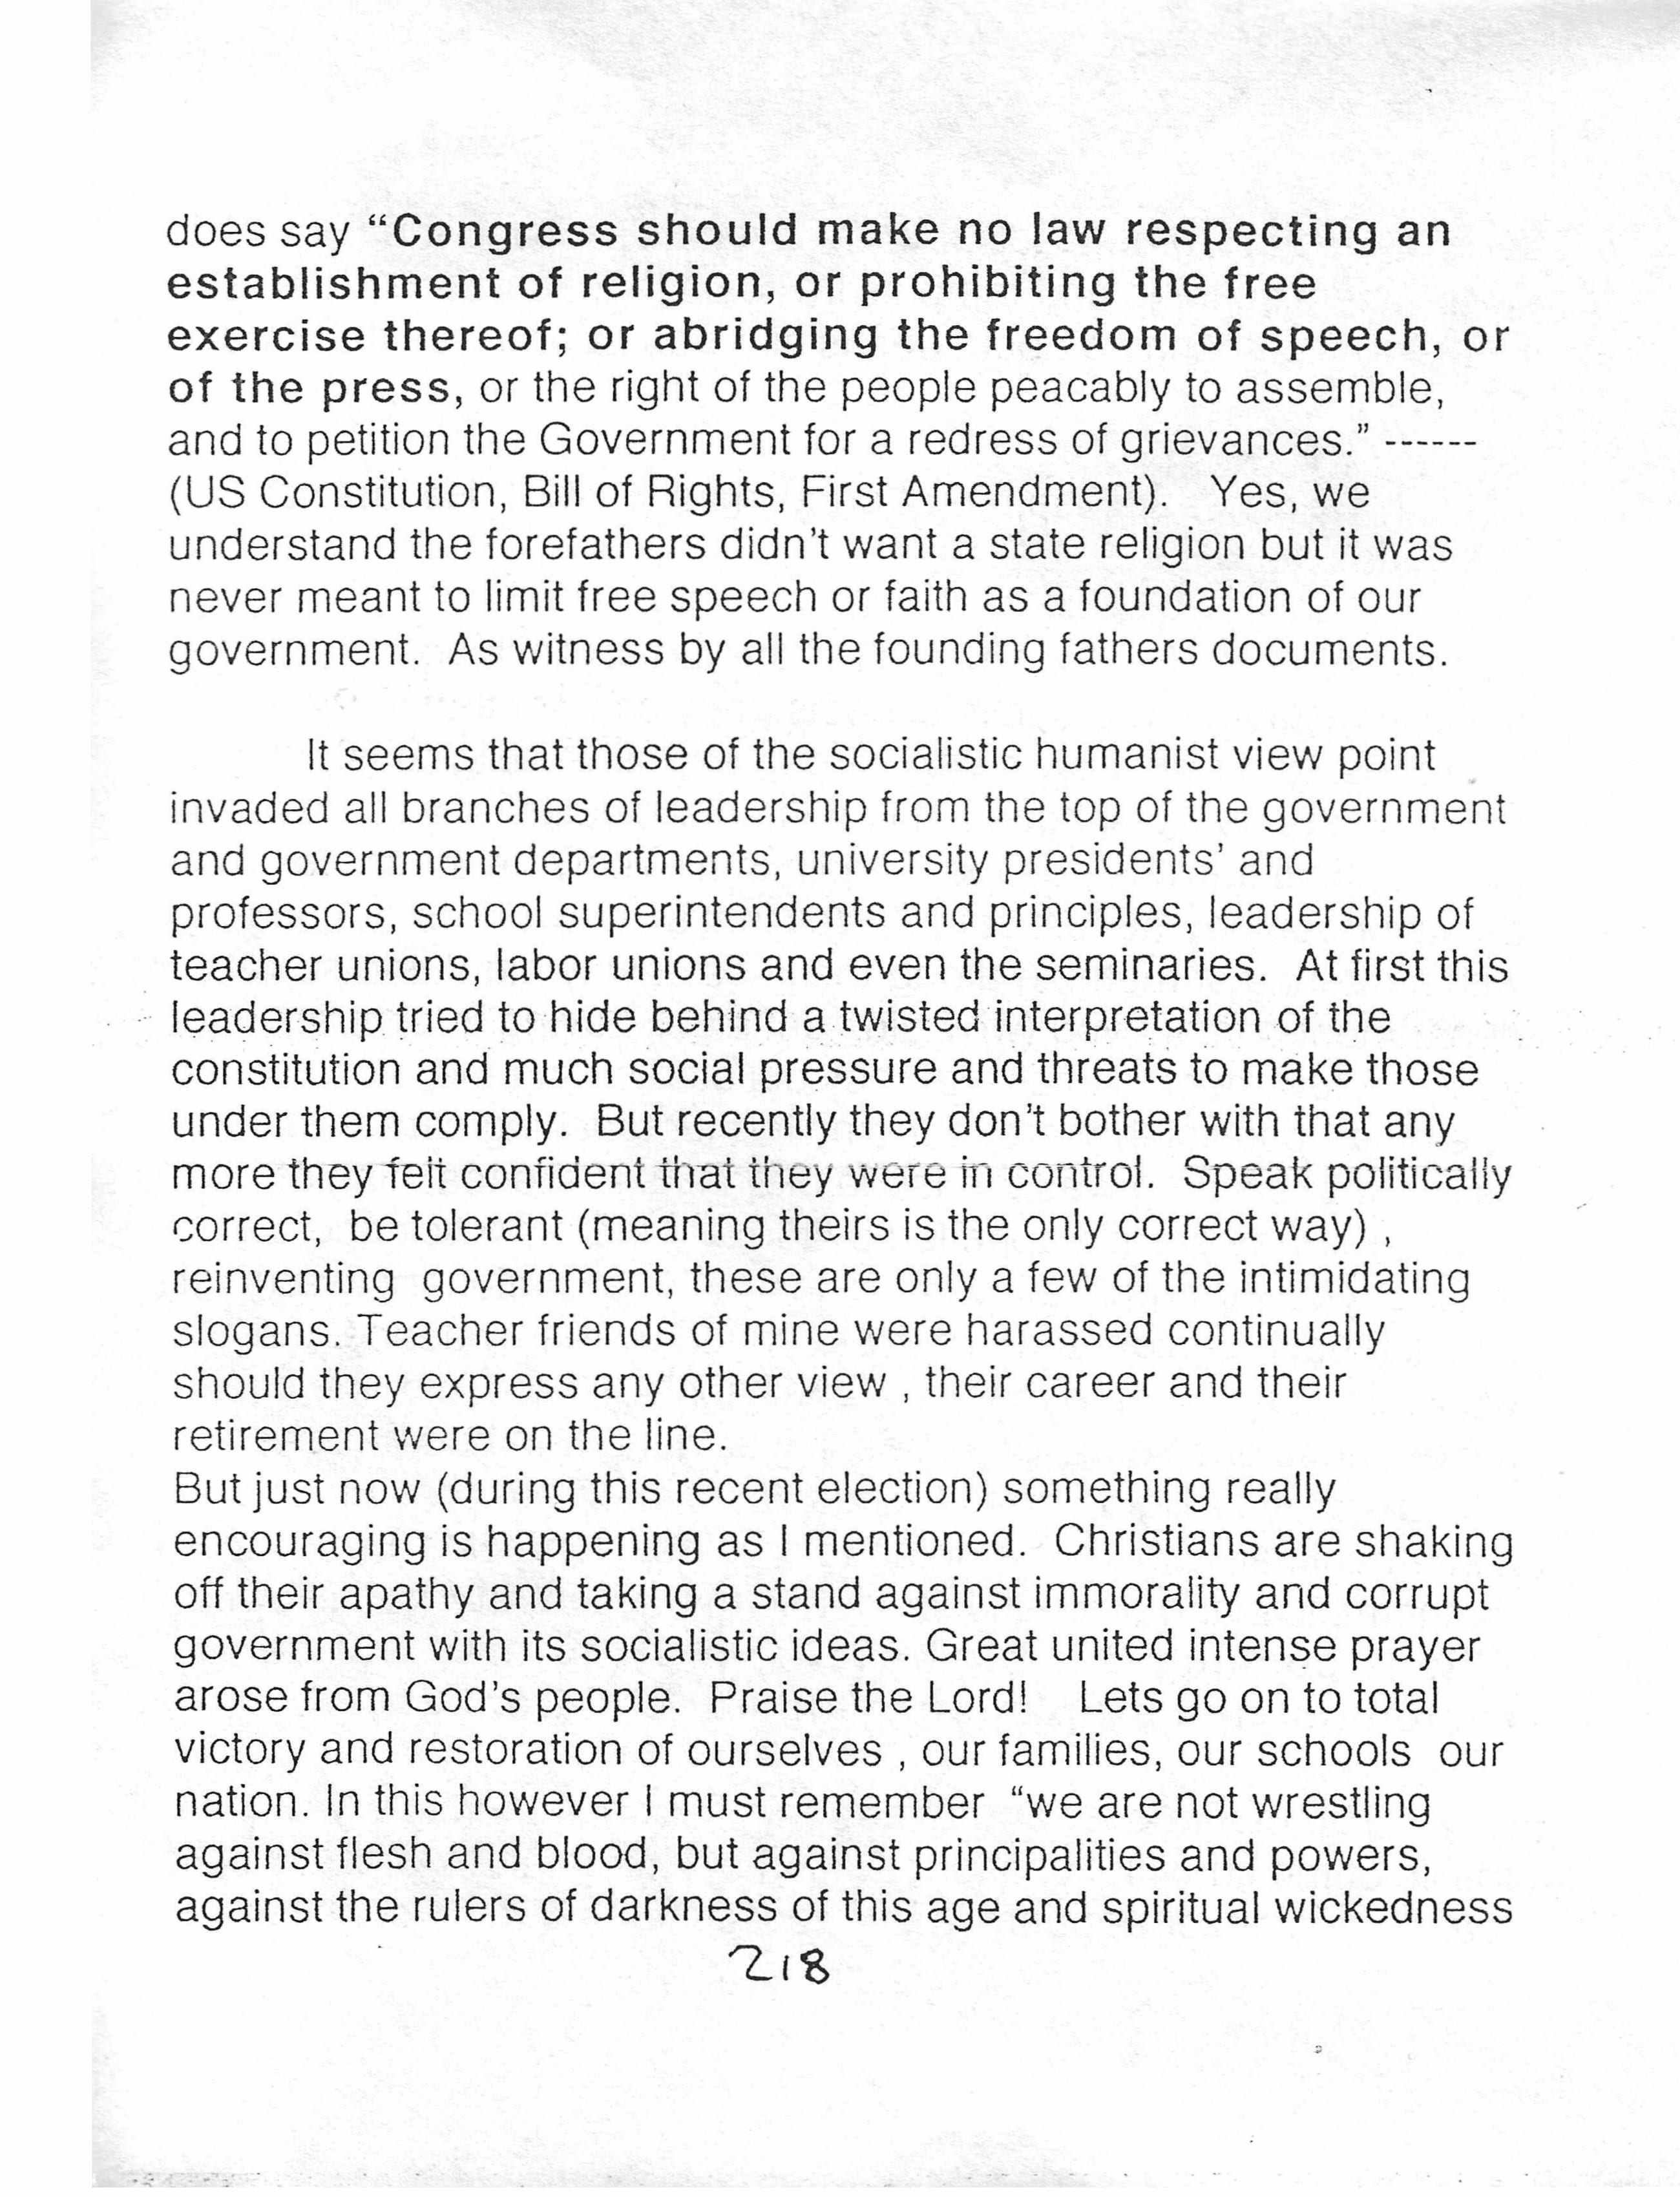 does say “Congress should make no law respecting an
establishment of religion, or prohibiting the free
exercise thereof; or abridging the freedom of speech, or
of the press, or the right of the people peacably to assemble,
and to petition the Government for a redress of grievances.” ------
(US Constitution, Bill of Rights, First Amendment).   Yes, we
understand the forefathers didn't want a state religion but it was
never meant to limit free speech or faith as a foundation of our
government.  As witness by all the founding fathers documents.
It seems that those of the socialistic humanist view point
invaded all branches of leadership from the top of the government
and government departments, university presidents' and
professors, school superintendents and principles, leadership of
teacher unions, labor unions and even the seminaries.  At first this
leadership tried to hide behind a twisted interpretation of the
constitution and much social pressure and threats to make those
under them comply.  But recently they don't bother with that any
more they felt confident that they were in control.  Speak politically
correct,  be tolerant (meaning theirs is the only correct way) ,
reinventing  government, these are only a few of the intimidating
slogans. Teacher friends of mine were harassed continually
should they express any other view , their career and their
retirement were on the line.
But just now (during this recent election) something really
encouraging is happening as I mentioned.  Christians are shaking
off their apathy and taking a stand against immorality and corrupt
government with its socialistic ideas. Great united intense prayer
arose from God's people.  Praise the Lord!   Lets go on to total
victory and restoration of ourselves , our families, our schools  our
nation. In this however I must remember  “we are not wrestling
against flesh and blood, but against principalities and powers,
against the rulers of darkness of this age and spiritual wickedness
218